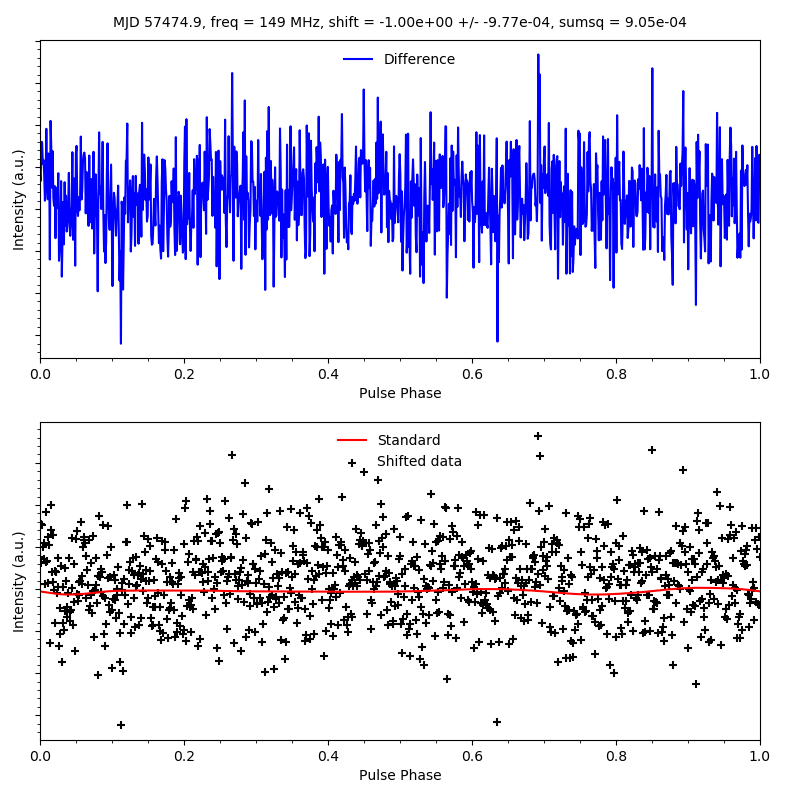 MJD 57474.9, freq = 149 MHz, shift = -1.00e+00 +/- -9.77e-04, sumsq = 9.05e-04
Difference
Intensity (a.u.)
0.0 0.2 0.4 0.6 0.8 1.0
Pulse Phase
Standard
Shifted data
Intensity (a.u.)
0.0 0.2 0.4 0.6 0.8 1.0
Pulse Phase